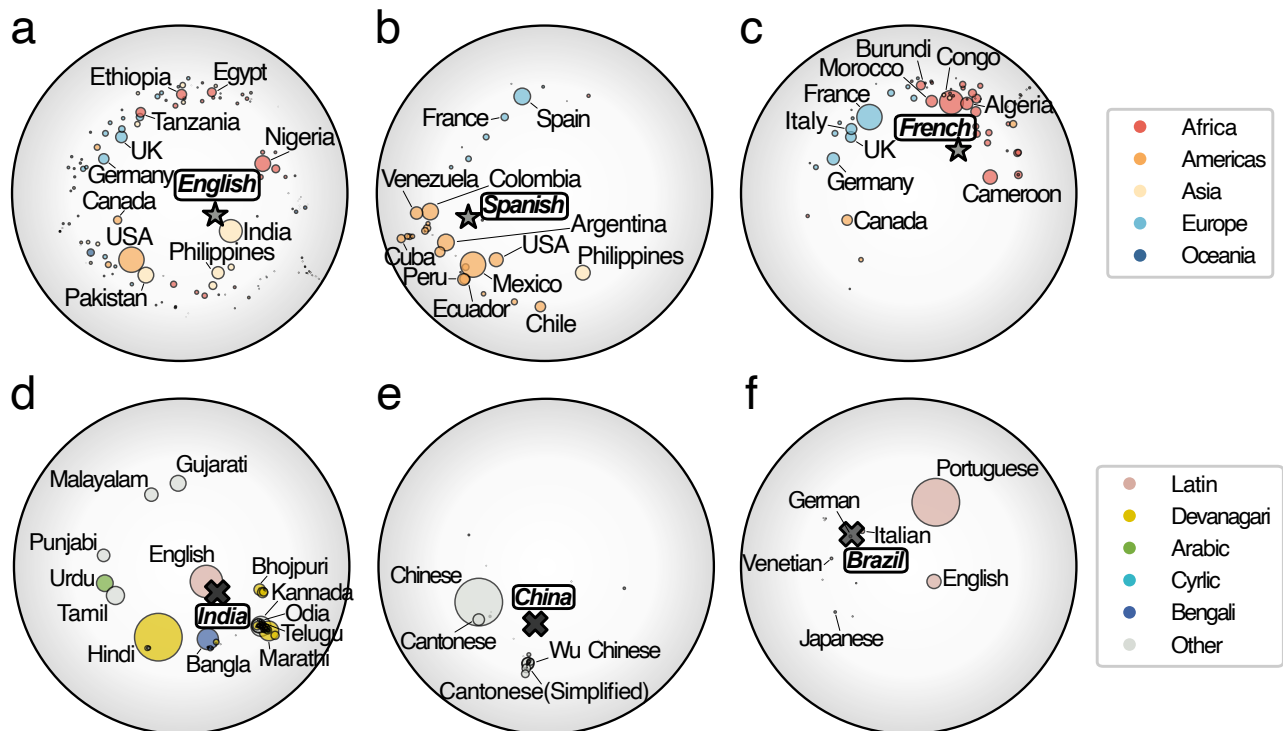 a
Ethiopia
Egypt
Tanzania
UK
Nigeria
Germany
English
Canada
USA
India
Philippines
Pakistan
b
France
Spain
Venezuela
Colombia
Spanish
Argentina
Cuba
USA
Philippines
Peru
Mexico
Ecuador
Chile
c
Burundi
Congo
Morocco
France
Algeria
Italy
French
UK
Germany
Cameroon
Canada
Africa
Americas
Asia
Europe
Oceania
d
Gujarati
Malayalam
Punjabi
English
Urdu
Bhojpuri
Kannada
Tamil
India
Odia
Telugu
Hindi
Bangla
Marathi
e
Chinese
China
Cantonese
Wu Chinese
Cantonese(Simplified)
f
Portuguese
German
Italian
Venetian
Brazil
English
Japanese
Latin
Devanagari
Arabic
Cyrlic
Bengali
Other